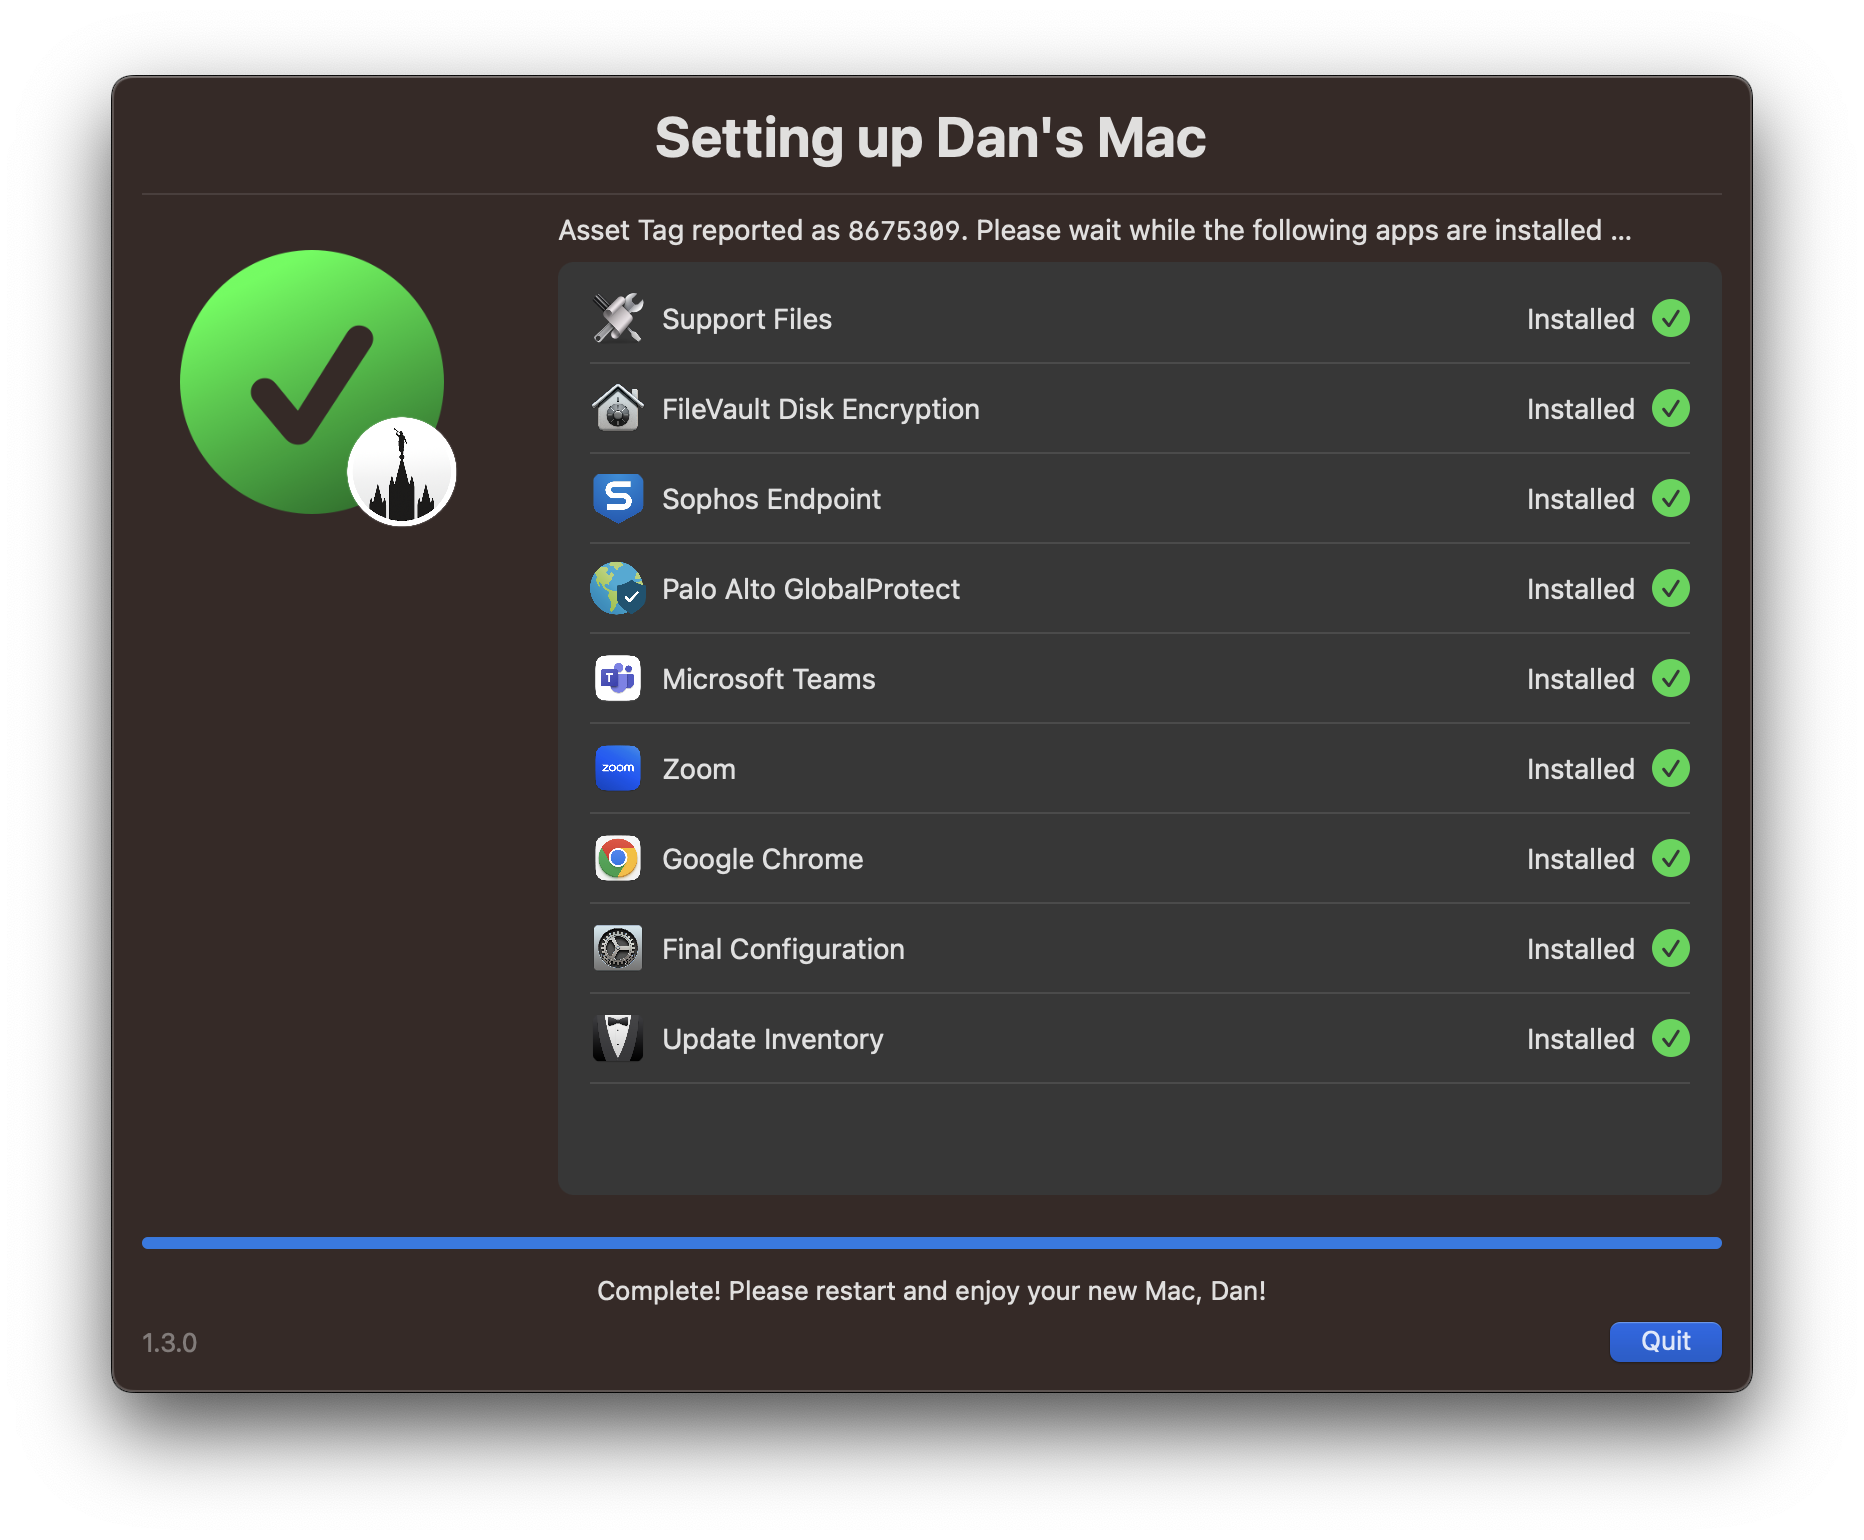 Setting up Dan's Mac
Asset Tag reported as 8675309. Please wait while the following apps are installed ...
Support Files Installed
FileVault Disk Encryption Installed
S Sophos Endpoint Installed
Palo Alto GlobalProtect Installed
T Microsoft Teams Installed
zoom Zoom Installed
Google Chrome Installed
Final Configuration Installed
Update Inventory Installed
Complete! Please restart and enjoy your new Mac, Dan!
1.3.0 Quit